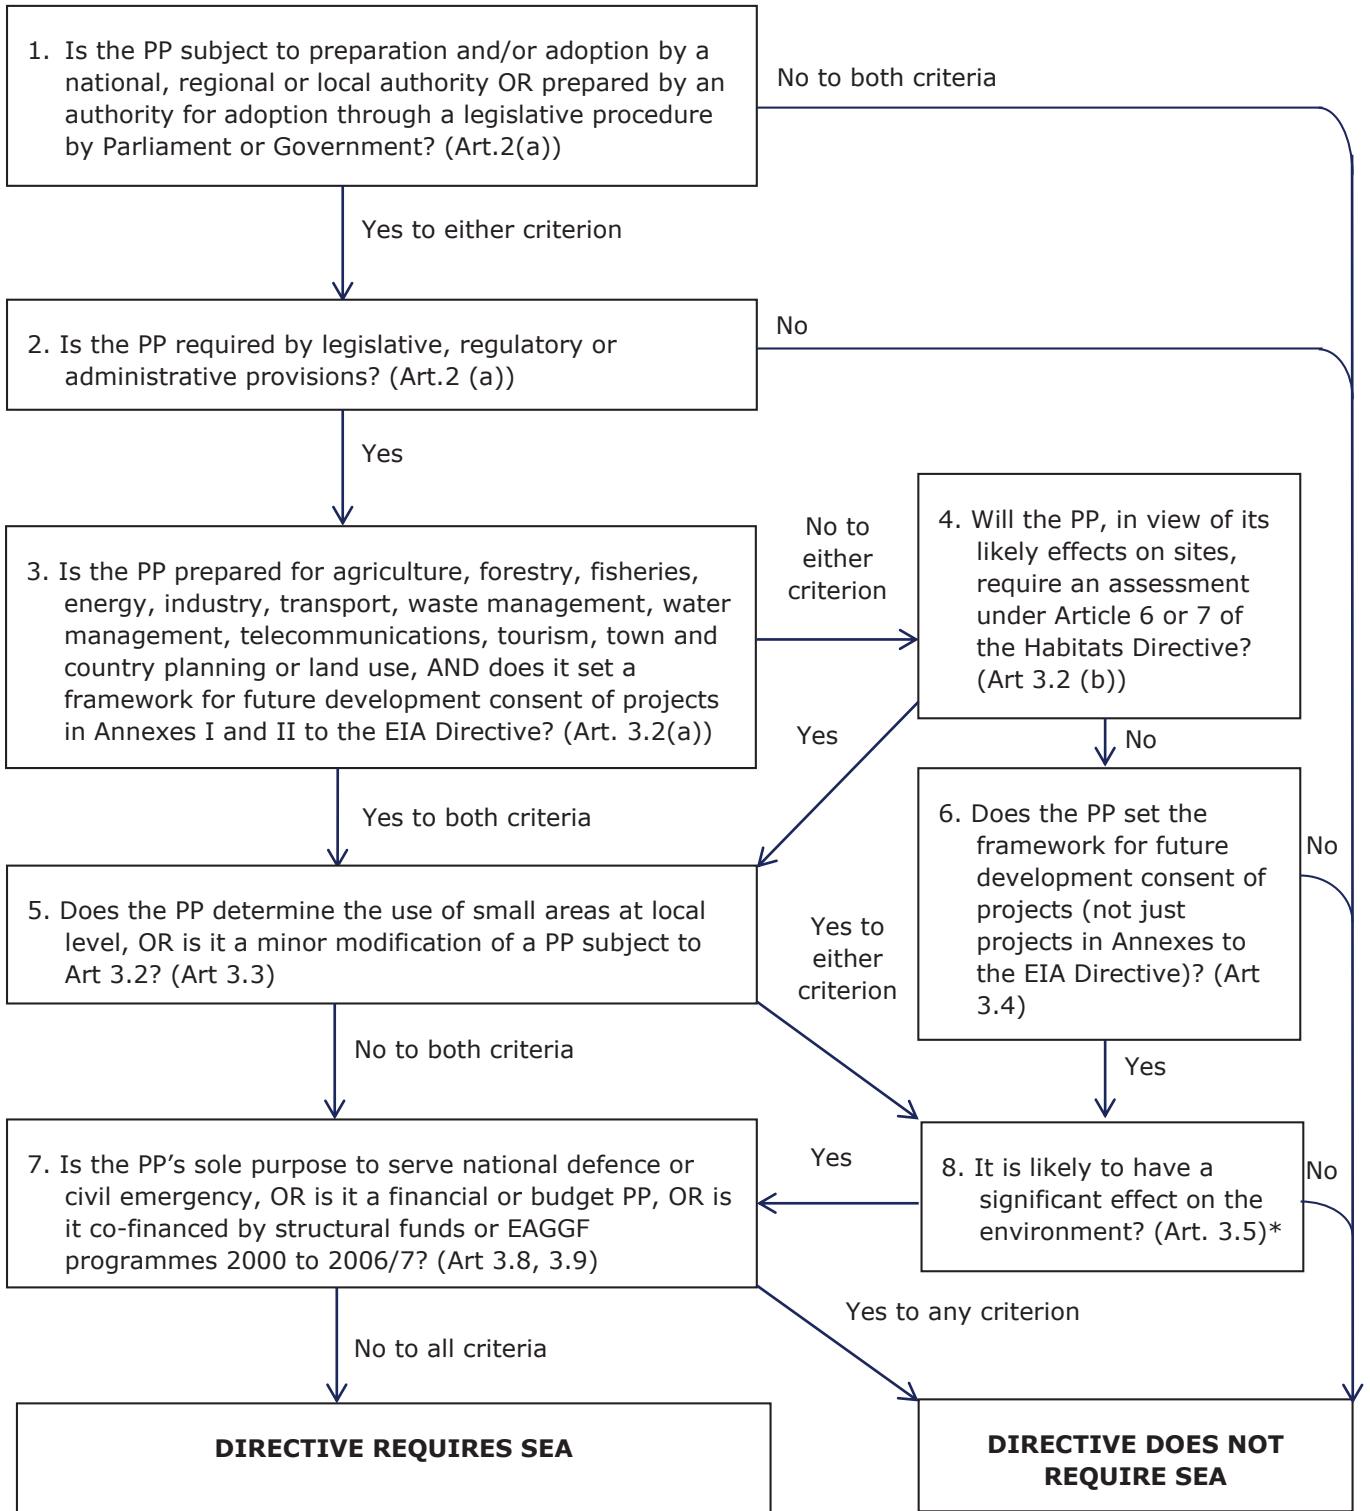 1. Is the PP subject to preparation and/or adoption by a
national, regional or local authority OR prepared by an
authority for adoption through a legislative procedure
by Parliament or Government? (Art.2(a))
No to both criteria
Yes to either criterion
2. Is the PP required by legislative, regulatory or
administrative provisions? (Art.2 (a))
No
Yes
3. Is the PP prepared for agriculture, forestry, fisheries,
energy, industry, transport, waste management, water
management, telecommunications, tourism, town and
country planning or land use, AND does it set a
framework for future development consent of projects
in Annexes I and II to the EIA Directive? (Art. 3.2(a))
No to
either
criterion
4. Will the PP, in view of its
likely effects on sites,
require an assessment
under Article 6 or 7 of
the Habitats Directive?
(Art 3.2 (b))
Yes
No
Yes to both criteria
5. Does the PP determine the use of small areas at local
level, OR is it a minor modification of a PP subject to
Art 3.2? (Art 3.3)
Yes to
either
criterion
6. Does the PP set the
framework for future
development consent of
projects (not just
projects in Annexes to
the EIA Directive)? (Art
3.4)
No
No to both criteria
Yes
7. Is the PP’s sole purpose to serve national defence or
civil emergency, OR is it a financial or budget PP, OR is
it co-financed by structural funds or EAGGF
programmes 2000 to 2006/7? (Art 3.8, 3.9)
Yes
8. It is likely to have a
significant effect on the
environment? (Art. 3.5)*
No
Yes to any criterion
No to all criteria
DIRECTIVE REQUIRES SEA
DIRECTIVE DOES NOT
REQUIRE SEA